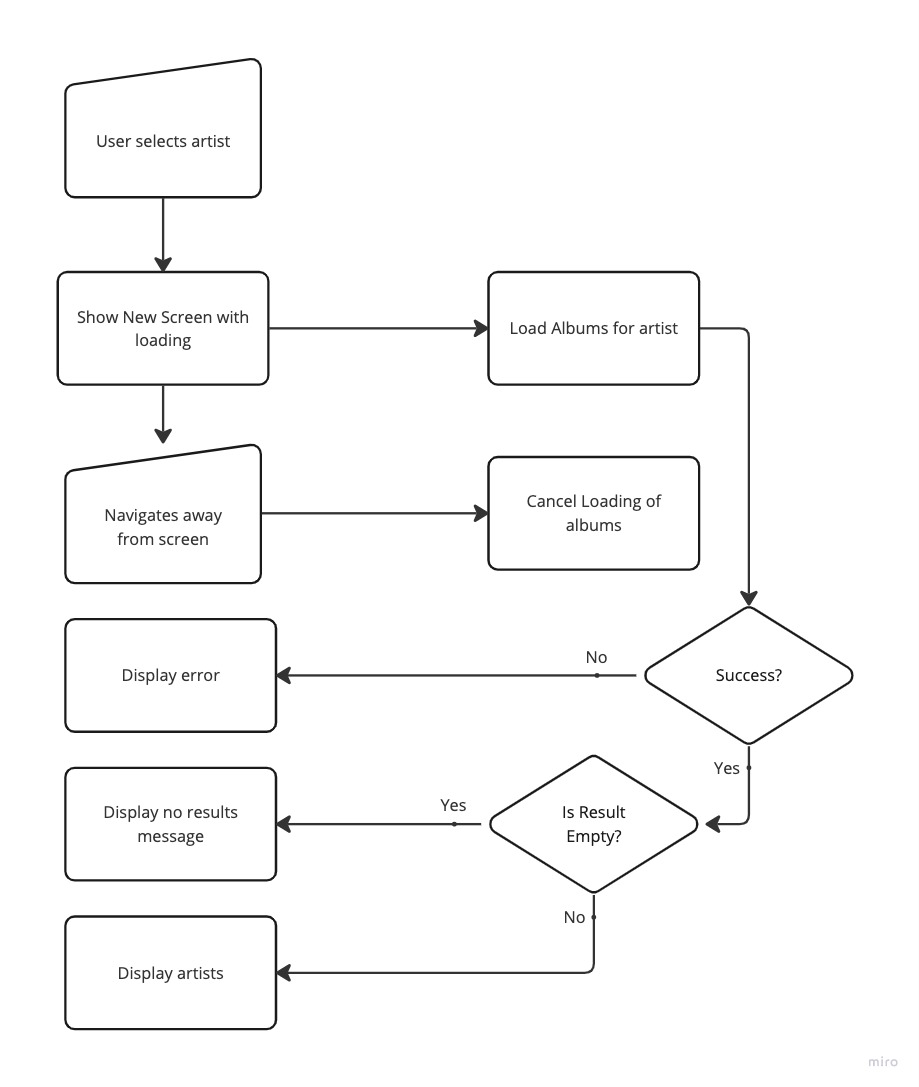 User selects artist
Show New Screen with
loading
Load Albums for artist
Navigates away
from screen
Cancel Loading of
albums
Display error
No
Success?
Yes
Display no results
message
Yes
Is Result
Empty?
No
Display artists
miro